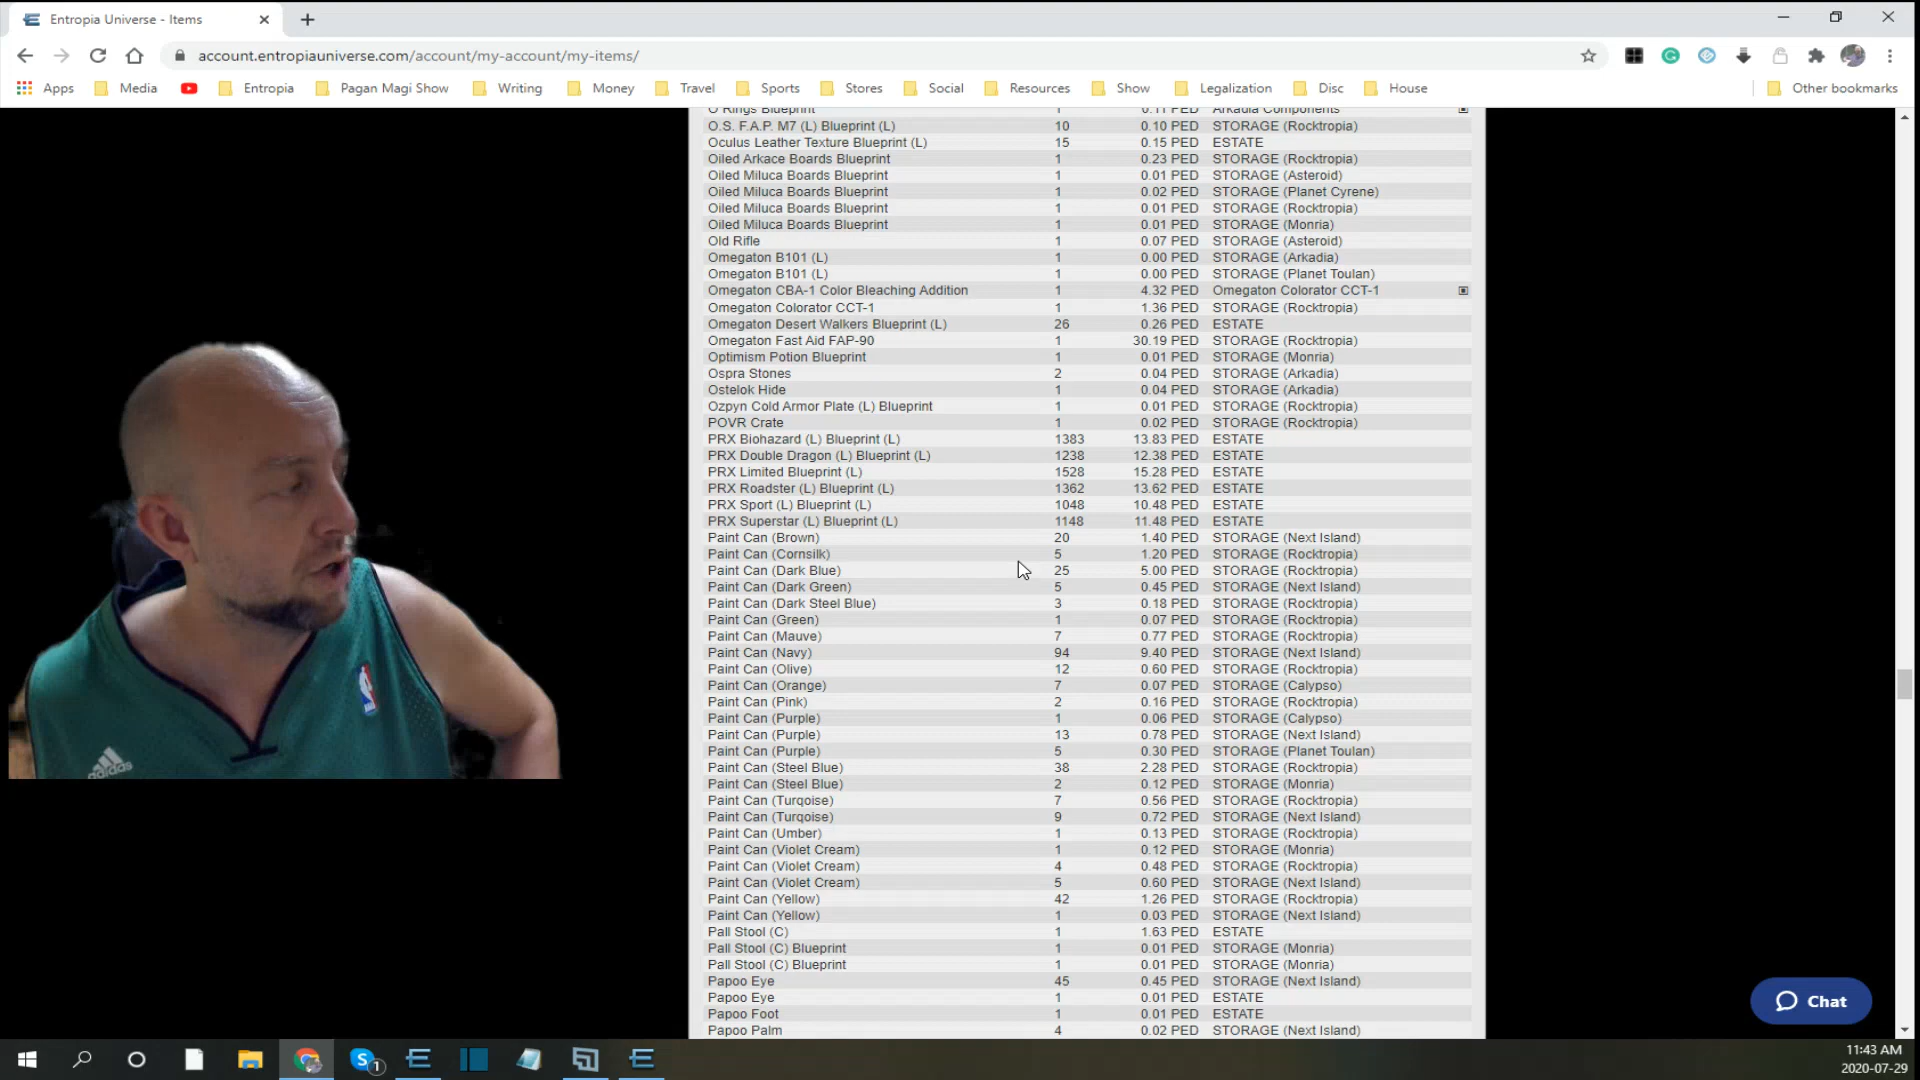 Entropia Universe - Items
account.entropiauniverse.com/account/my-account/my-items/
Apps Media Entropia Pagan Magi Show Writing Money Travel Sports Stores Social Resources Show Legalization Disc House Other bookmarks
O Rings Blueprint 1 0.11 PED Arkadia Components
O.S. F.A.P. M7 (L) Blueprint (L) 10 0.10 PED STORAGE (Rocktropia)
Oculus Leather Texture Blueprint (L) 15 0.15 PED ESTATE
Oiled Arkace Boards Blueprint 1 0.23 PED STORAGE (Rocktropia)
Oiled Miluca Boards Blueprint 1 0.01 PED STORAGE (Asteroid)
Oiled Miluca Boards Blueprint 1 0.02 PED STORAGE (Planet Cyrene)
Oiled Miluca Boards Blueprint 1 0.01 PED STORAGE (Rocktropia)
Oiled Miluca Boards Blueprint 1 0.01 PED STORAGE (Monria)
Old Rifle 1 0.07 PED STORAGE (Asteroid)
Omegaton B101 (L) 1 0.00 PED STORAGE (Arkadia)
Omegaton B101 (L) 1 0.00 PED STORAGE (Planet Toulan)
Omegaton CBA-1 Color Bleaching Addition 1 4.32 PED Omegaton Colorator CCT-1
Omegaton Colorator CCT-1 1 1.36 PED STORAGE (Rocktropia)
Omegaton Desert Walkers Blueprint (L) 26 0.26 PED ESTATE
Omegaton Fast Aid FAP-90 1 30.19 PED STORAGE (Rocktropia)
Optimism Potion Blueprint 1 0.01 PED STORAGE (Monria)
Ospra Stones 2 0.04 PED STORAGE (Arkadia)
Ostelok Hide 1 0.04 PED STORAGE (Arkadia)
Ozpyn Cold Armor Plate (L) Blueprint 1 0.01 PED STORAGE (Rocktropia)
POVR Crate 1 0.02 PED STORAGE (Rocktropia)
PRX Biohazard (L) Blueprint (L) 1383 13.83 PED ESTATE
PRX Double Dragon (L) Blueprint (L) 1238 12.38 PED ESTATE
PRX Limited Blueprint (L) 1528 15.28 PED ESTATE
PRX Roadster (L) Blueprint (L) 1362 13.62 PED ESTATE
PRX Sport (L) Blueprint (L) 1048 10.48 PED ESTATE
PRX Superstar (L) Blueprint (L) 1148 11.48 PED ESTATE
Paint Can (Brown) 20 1.40 PED STORAGE (Next Island)
Paint Can (Cornsilk) 5 1.20 PED STORAGE (Rocktropia)
Paint Can (Dark Blue) 25 5.00 PED STORAGE (Rocktropia)
Paint Can (Dark Green) 5 0.45 PED STORAGE (Next Island)
Paint Can (Dark Steel Blue) 3 0.18 PED STORAGE (Rocktropia)
Paint Can (Green) 1 0.07 PED STORAGE (Rocktropia)
Paint Can (Mauve) 7 0.77 PED STORAGE (Rocktropia)
Paint Can (Navy) 94 9.40 PED STORAGE (Next Island)
Paint Can (Olive) 12 0.60 PED STORAGE (Rocktropia)
Paint Can (Orange) 7 0.07 PED STORAGE (Calypso)
Paint Can (Pink) 2 0.16 PED STORAGE (Rocktropia)
Paint Can (Purple) 1 0.06 PED STORAGE (Calypso)
Paint Can (Purple) 13 0.78 PED STORAGE (Next Island)
Paint Can (Purple) 5 0.30 PED STORAGE (Planet Toulan)
Paint Can (Steel Blue) 38 2.28 PED STORAGE (Rocktropia)
Paint Can (Steel Blue) 2 0.12 PED STORAGE (Monria)
Paint Can (Turqoise) 7 0.56 PED STORAGE (Rocktropia)
Paint Can (Turqoise) 9 0.72 PED STORAGE (Next Island)
Paint Can (Umber) 1 0.13 PED STORAGE (Rocktropia)
Paint Can (Violet Cream) 1 0.12 PED STORAGE (Monria)
Paint Can (Violet Cream) 4 0.48 PED STORAGE (Rocktropia)
Paint Can (Violet Cream) 5 0.60 PED STORAGE (Next Island)
Paint Can (Yellow) 42 1.26 PED STORAGE (Rocktropia)
Paint Can (Yellow) 1 0.03 PED STORAGE (Next Island)
Pall Stool (C) 1 1.63 PED ESTATE
Pall Stool (C) Blueprint 1 0.01 PED STORAGE (Monria)
Pall Stool (C) Blueprint 1 0.01 PED STORAGE (Monria)
Papoo Eye 45 0.45 PED STORAGE (Next Island)
Papoo Eye 1 0.01 PED ESTATE
Papoo Foot 1 0.01 PED ESTATE
Papoo Palm 4 0.02 PED STORAGE (Next Island)
adidas
Chat
1
11:43 AM
2020-07-29